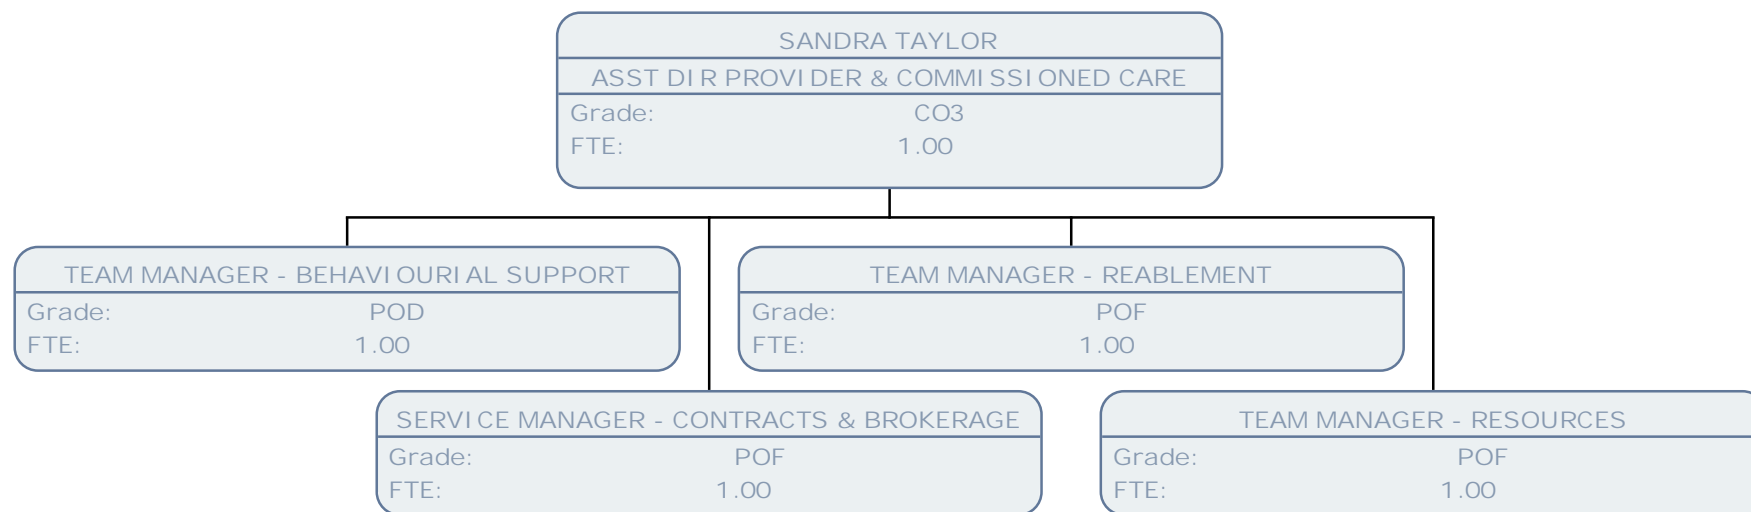 SANDRA TAYLOR
ASST DIR PROVIDER & COMMISSIONED CARE
Grade: CO3
FTE: 1.00
TEAM MANAGER - BEHAVIOURIAL SUPPORT
Grade: POD
FTE: 1.00
TEAM MANAGER - REABLEMENT
Grade: POF
FTE: 1.00
SERVICE MANAGER - CONTRACTS & BROKERAGE
Grade: POF
FTE: 1.00
TEAM MANAGER - RESOURCES
Grade: POF
FTE: 1.00